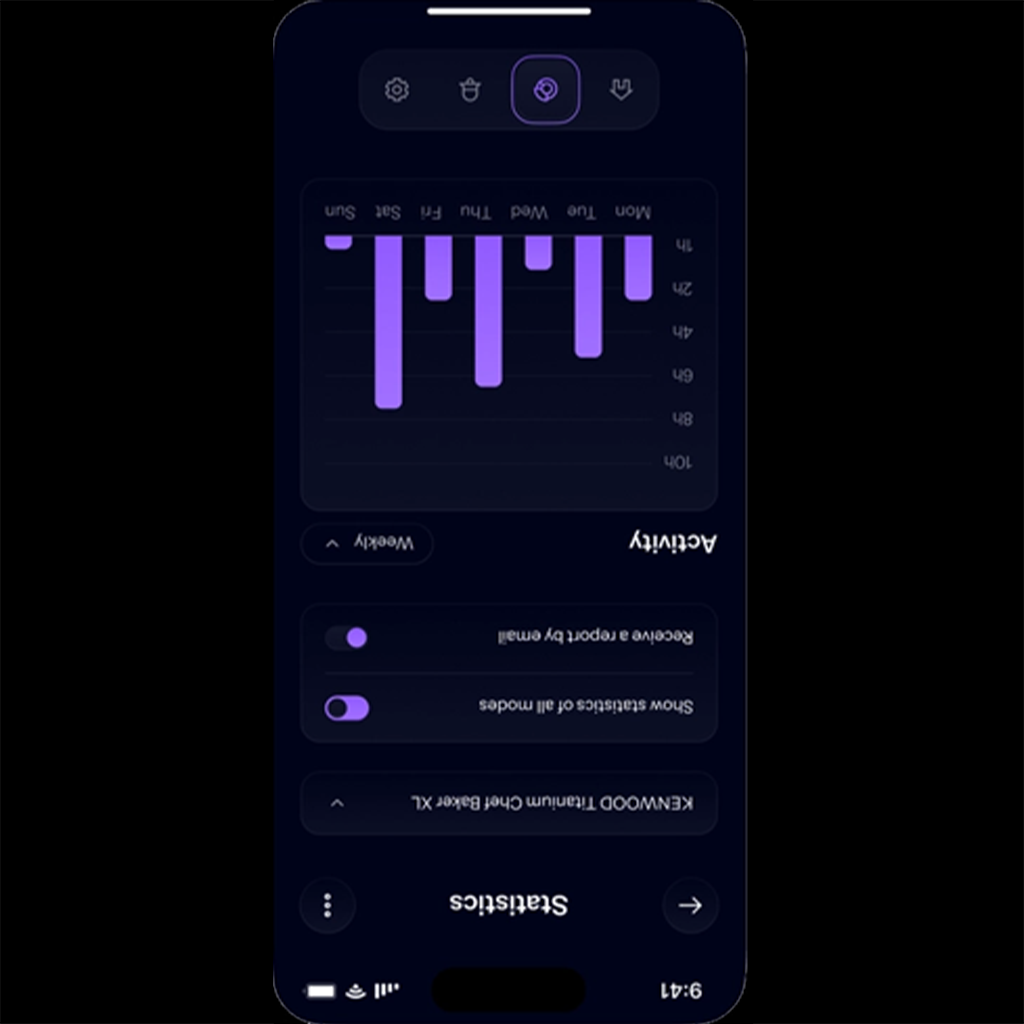 9:41
Statistics
KENWOOD Titanium Chef Baker XL
Show statistics of all modes
Receive a report by email
Activity
Weekly
10h
8h
6h
4h
2h
1h
Mon Tue Wed Thu Fri Sat Sun